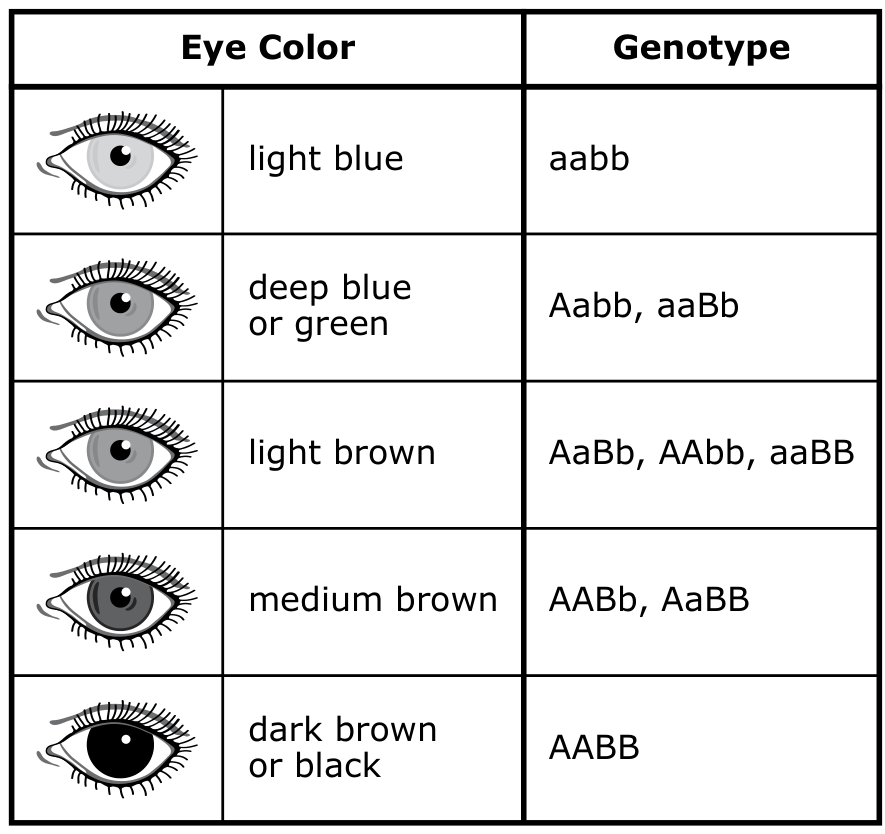 Eye Color
Genotype
light blue
aabb
deep blue
or green
Aabb, aaBb
light brown
AaBb, AAbb, aaBB
medium brown
AABb, AaBB
dark brown
or black
AABB